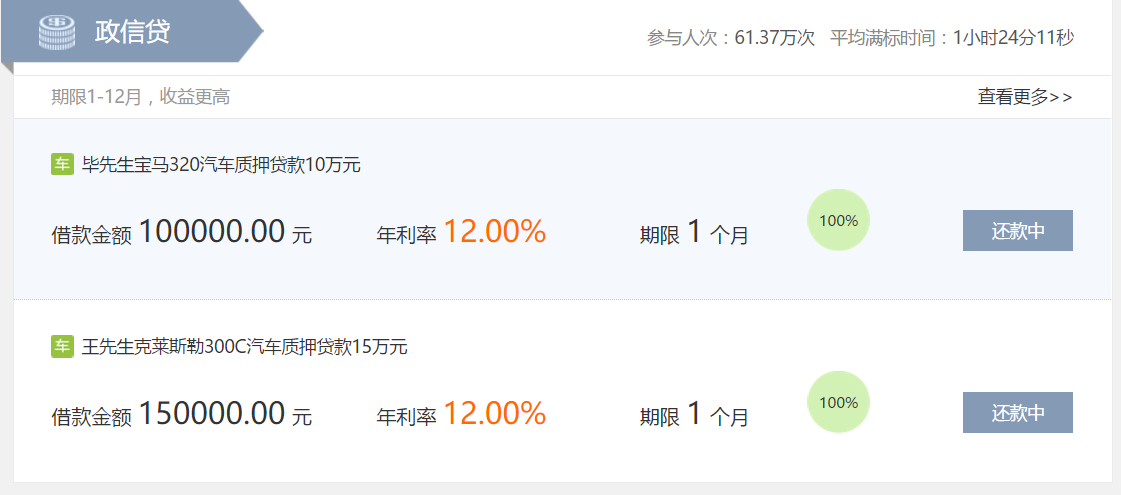 政信贷
参与人次：61.37万次 平均满标时间：1小时24分11秒
期限1-12月，收益更高 查看更多>>
车 毕先生宝马320汽车质押贷款10万元
借款金额 100000.00 元 年利率 12.00% 期限 1 个月 100% 还款中
车 王先生克莱斯勒300C汽车质押贷款15万元
借款金额 150000.00 元 年利率 12.00% 期限 1 个月 100% 还款中